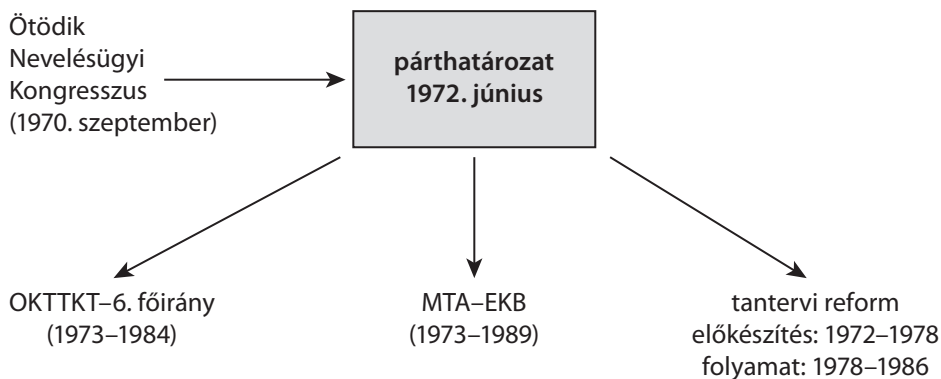 Ötödik
Nevelésügyi
Kongresszus
(1970. szeptember)
párthatározat
1972. június
OKTTKT–6. főirány
(1973–1984)
MTA–EKB
(1973–1989)
tantervi reform
előkészítés: 1972–1978
folyamat: 1978–1986